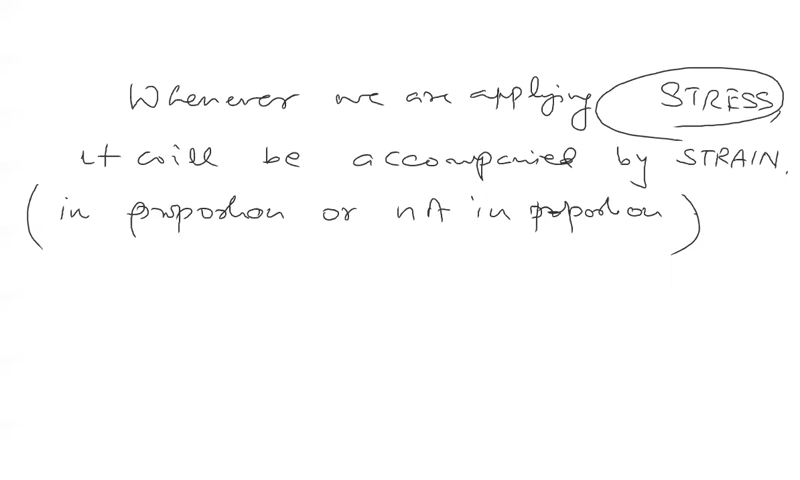 Whenever we are applying STRESS
it will be accompanied by STRAIN.
(in proportion or not in proportion)